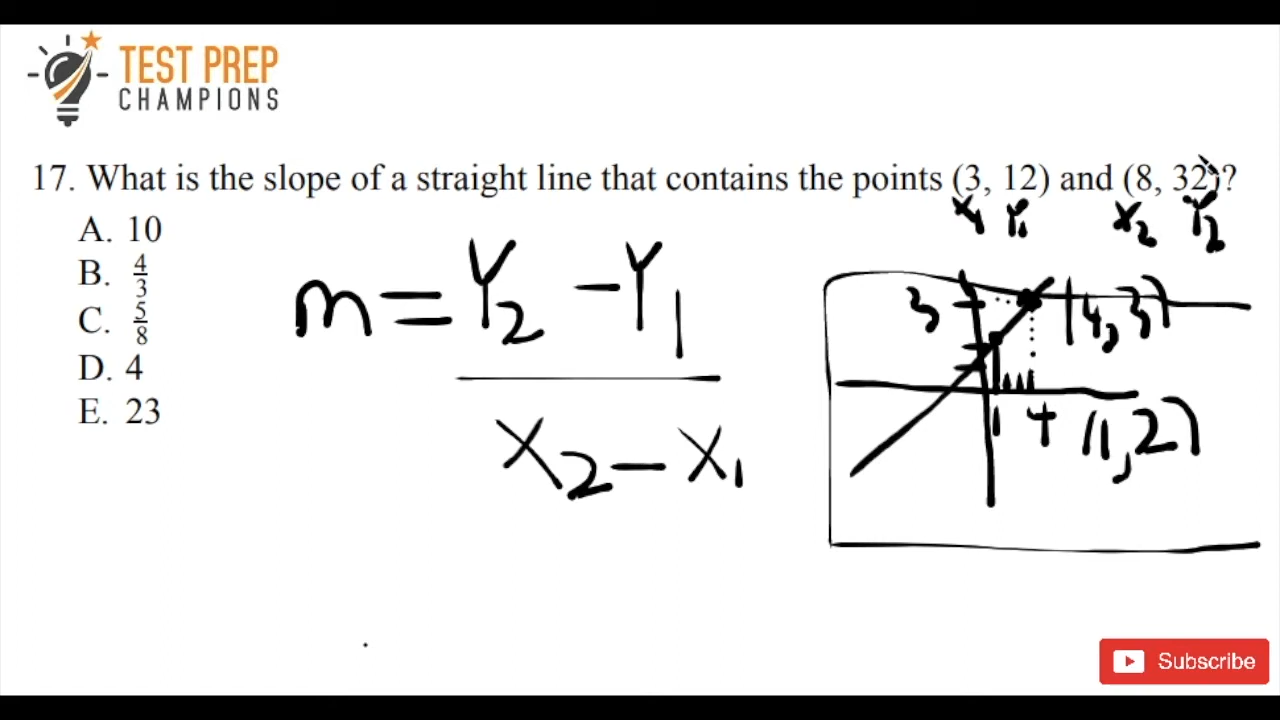 TEST PREP
CHAMPIONS
17. What is the slope of a straight line that contains the points (3, 12) and (8, 32)?
X1 Y1 X2 Y2
A. 10
B. 4/3
C. 5/8
D. 4
E. 23
m = Y2 - Y1
X2 - X1
3 (4, 3)
1 4 (1, 2)
Subscribe